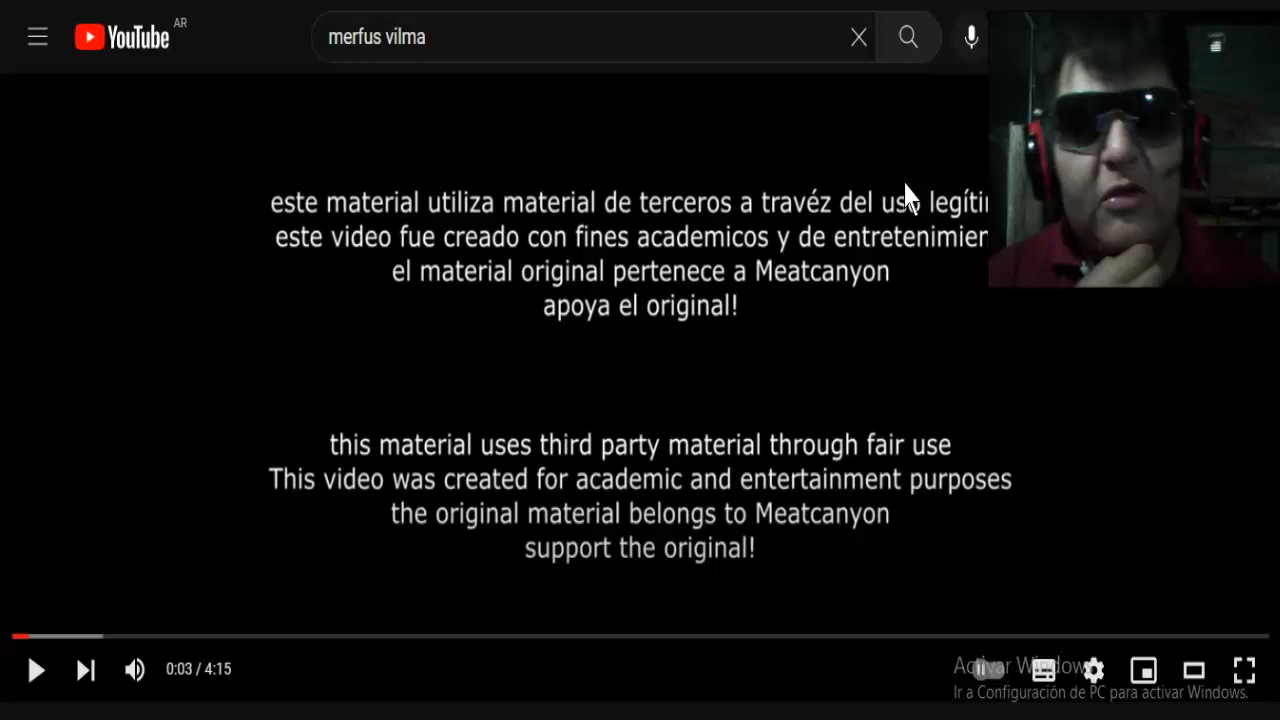 YouTube AR
merfus vilma
este material utiliza material de terceros a travéz del uso legíti
este video fue creado con fines academicos y de entretenimien
el material original pertenece a Meatcanyon
apoya el original!
this material uses third party material through fair use
This video was created for academic and entertainment purposes
the original material belongs to Meatcanyon
support the original!
0:03 / 4:15
Activar Windows
Ir a Configuración de PC para activar Windows.